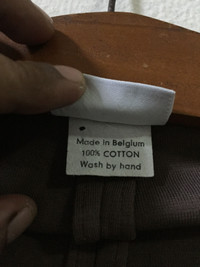 Made in Belgium
100% COTTON
Wash by hand